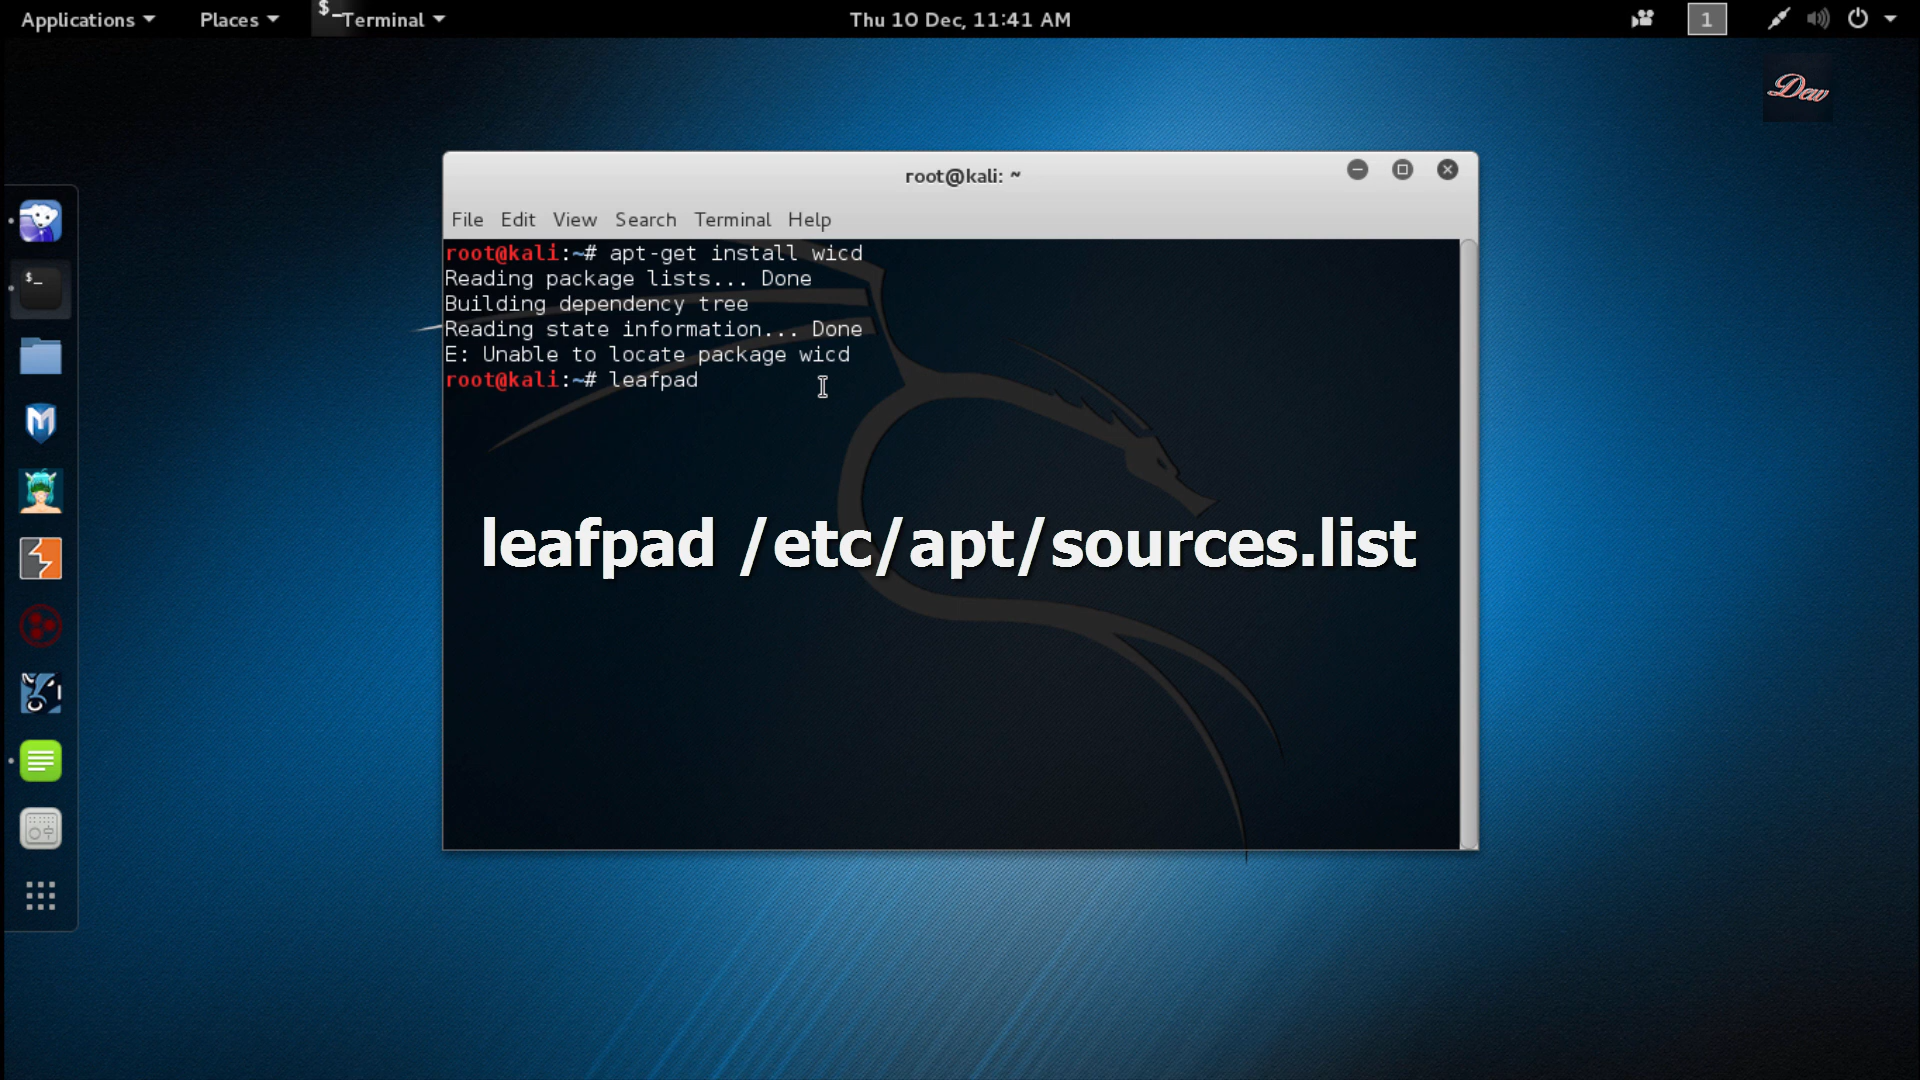 Applications Places Terminal Thu 10 Dec, 11:41 AM 1
Dew
root@kali: ~
File Edit View Search Terminal Help
root@kali:~# apt-get install wicd
Reading package lists... Done
Building dependency tree
Reading state information... Done
E: Unable to locate package wicd
root@kali:~# leafpad
leafpad /etc/apt/sources.list